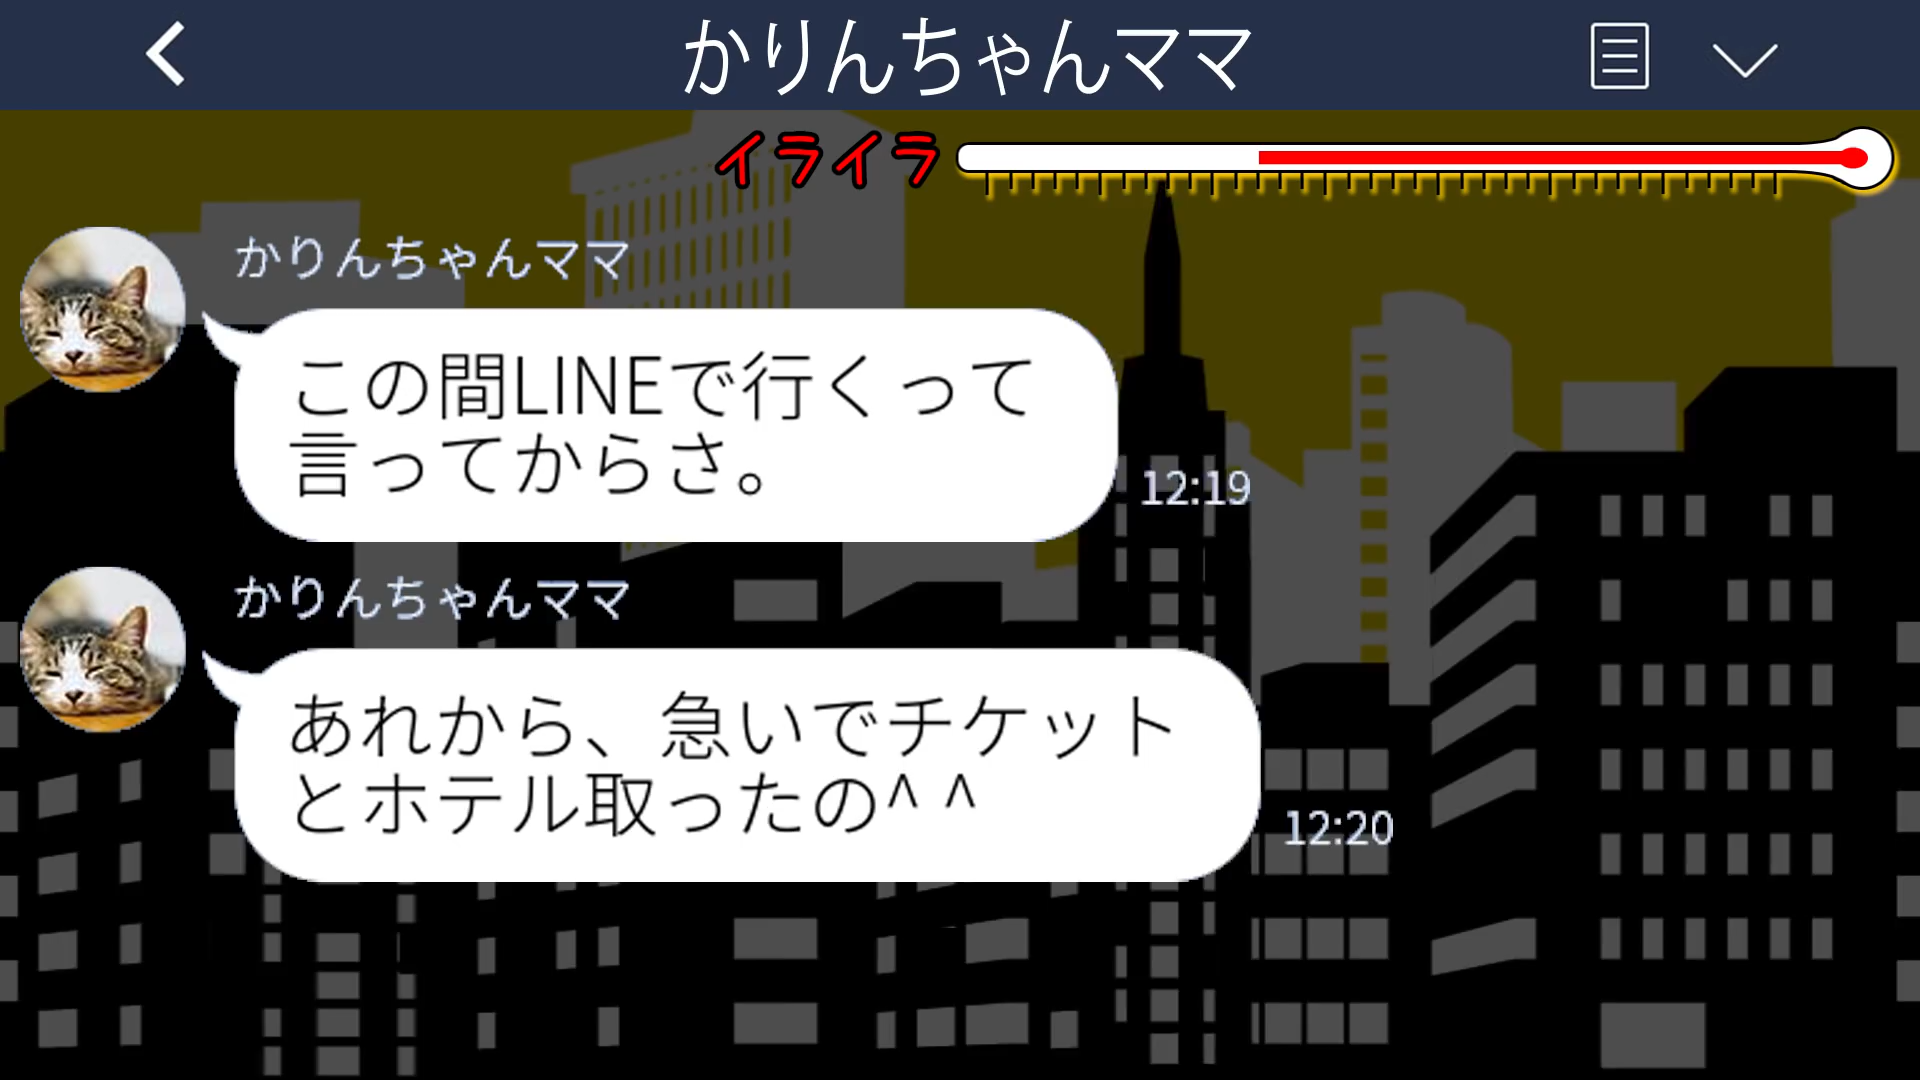 かりんちゃんママ
イライラ
かりんちゃんママ
この間LINEで行くって
言ってからさ。
12:19
かりんちゃんママ
あれから、急いでチケット
とホテル取ったの^ ^
12:20